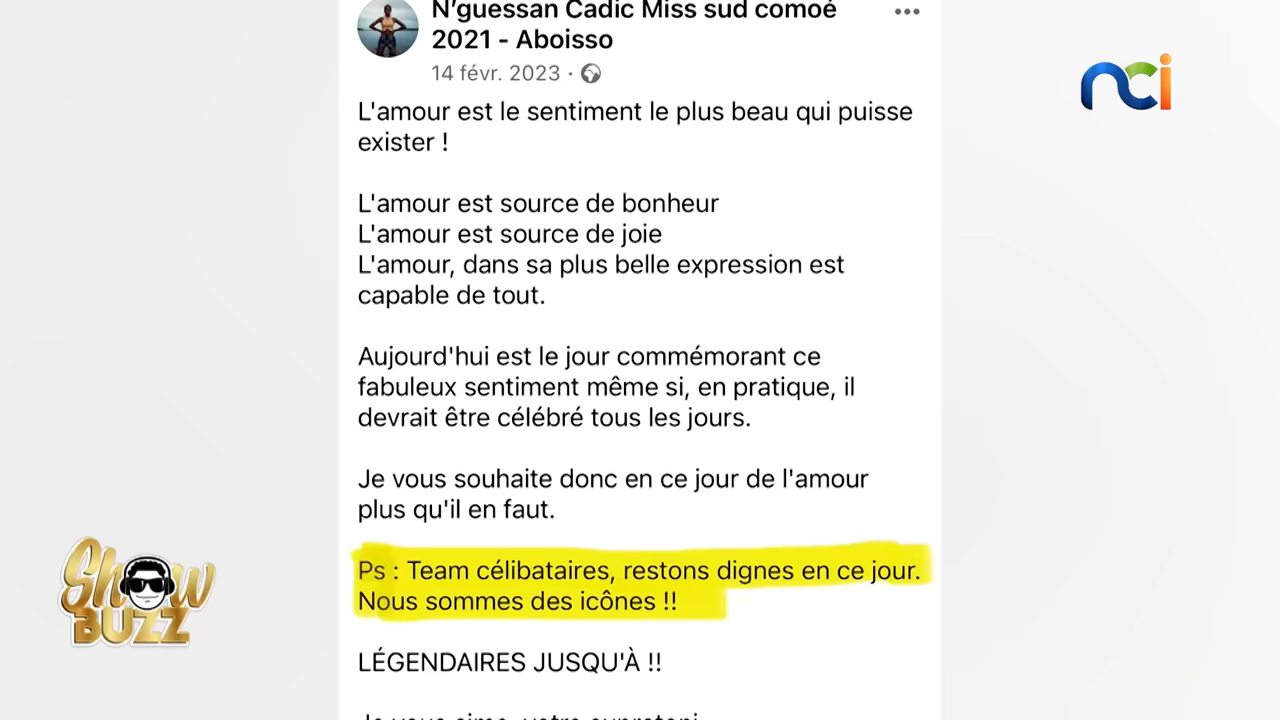 N'guessan Cadic Miss sud comoé
2021 - Aboisso
14 févr. 2023 ·
nci
L'amour est le sentiment le plus beau qui puisse
exister !
L'amour est source de bonheur
L'amour est source de joie
L'amour, dans sa plus belle expression est
capable de tout.
Aujourd'hui est le jour commémorant ce
fabuleux sentiment même si, en pratique, il
devrait être célébré tous les jours.
Je vous souhaite donc en ce jour de l'amour
plus qu'il en faut.
Ps : Team célibataires, restons dignes en ce jour.
Nous sommes des icônes !!
Show
BUZZ
LÉGENDAIRES JUSQU'À !!